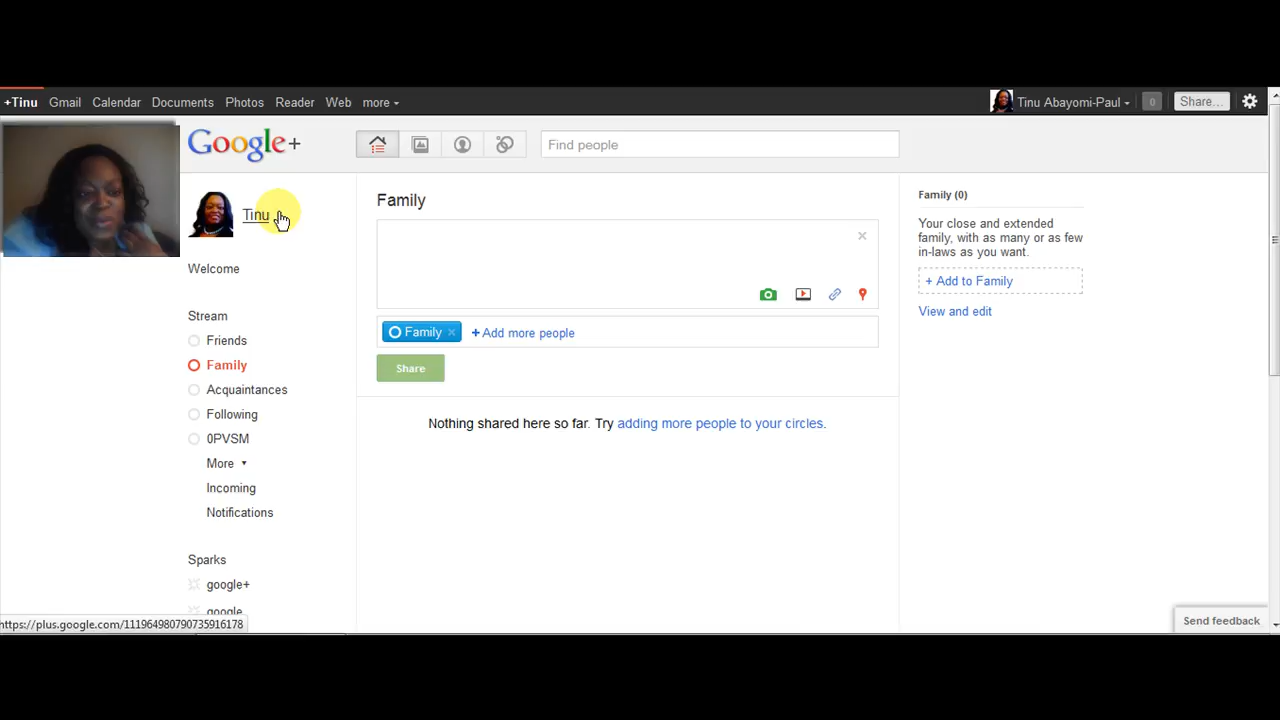 +Tinu Gmail Calendar Documents Photos Reader Web more Tinu Abayomi-Paul 0 Share...
Google+ Find people
Tinu
Welcome
Stream
Friends
Family
Acquaintances
Following
0PVSM
More
Incoming
Notifications
Sparks
google+
google
https://plus.google.com/111964980790735916178
Family
Family × + Add more people
Share
Nothing shared here so far. Try adding more people to your circles.
Family (0)
Your close and extended
family, with as many or as few
in-laws as you want.
+ Add to Family
View and edit
Send feedback